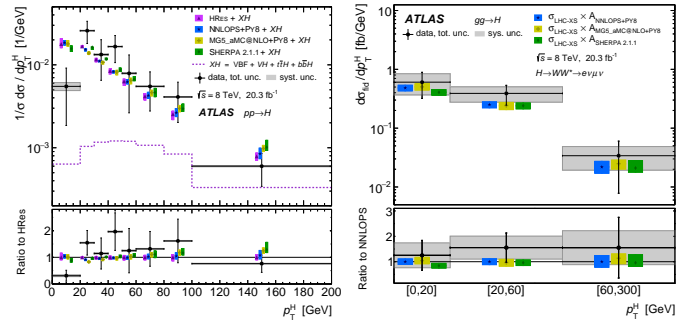 1/σ dσ/dp_T^H [1/GeV]
10⁻²
10⁻³
HRES + XH
NNLOPS+PY8 + XH
MG5_aMC@NLO+PY8 + XH
SHERPA 2.1.1 + XH
XH = VBF + VH + tt̄H + bb̄H
data, tot. unc. syst. unc.
√s = 8 TeV, 20.3 fb⁻¹
ATLAS pp→H
Ratio to HRes
2
1
0
0 20 40 60 80 100 120 140 160 180 200
p_T^H [GeV]
dσ_fid/dp_T^H [fb/GeV]
10
1
10⁻¹
10⁻²
ATLAS gg→H
data, tot. unc. sys. unc.
√s = 8 TeV, 20.3 fb⁻¹
H→WW*→eνμν
σ_LHC-XS × A_NNLOPS+PY8
σ_LHC-XS × A_MG5_aMC@NLO+PY8
σ_LHC-XS × A_SHERPA 2.1.1
Ratio to NNLOPS
3
2
1
[0,20] [20,60] [60,300]
p_T^H [GeV]